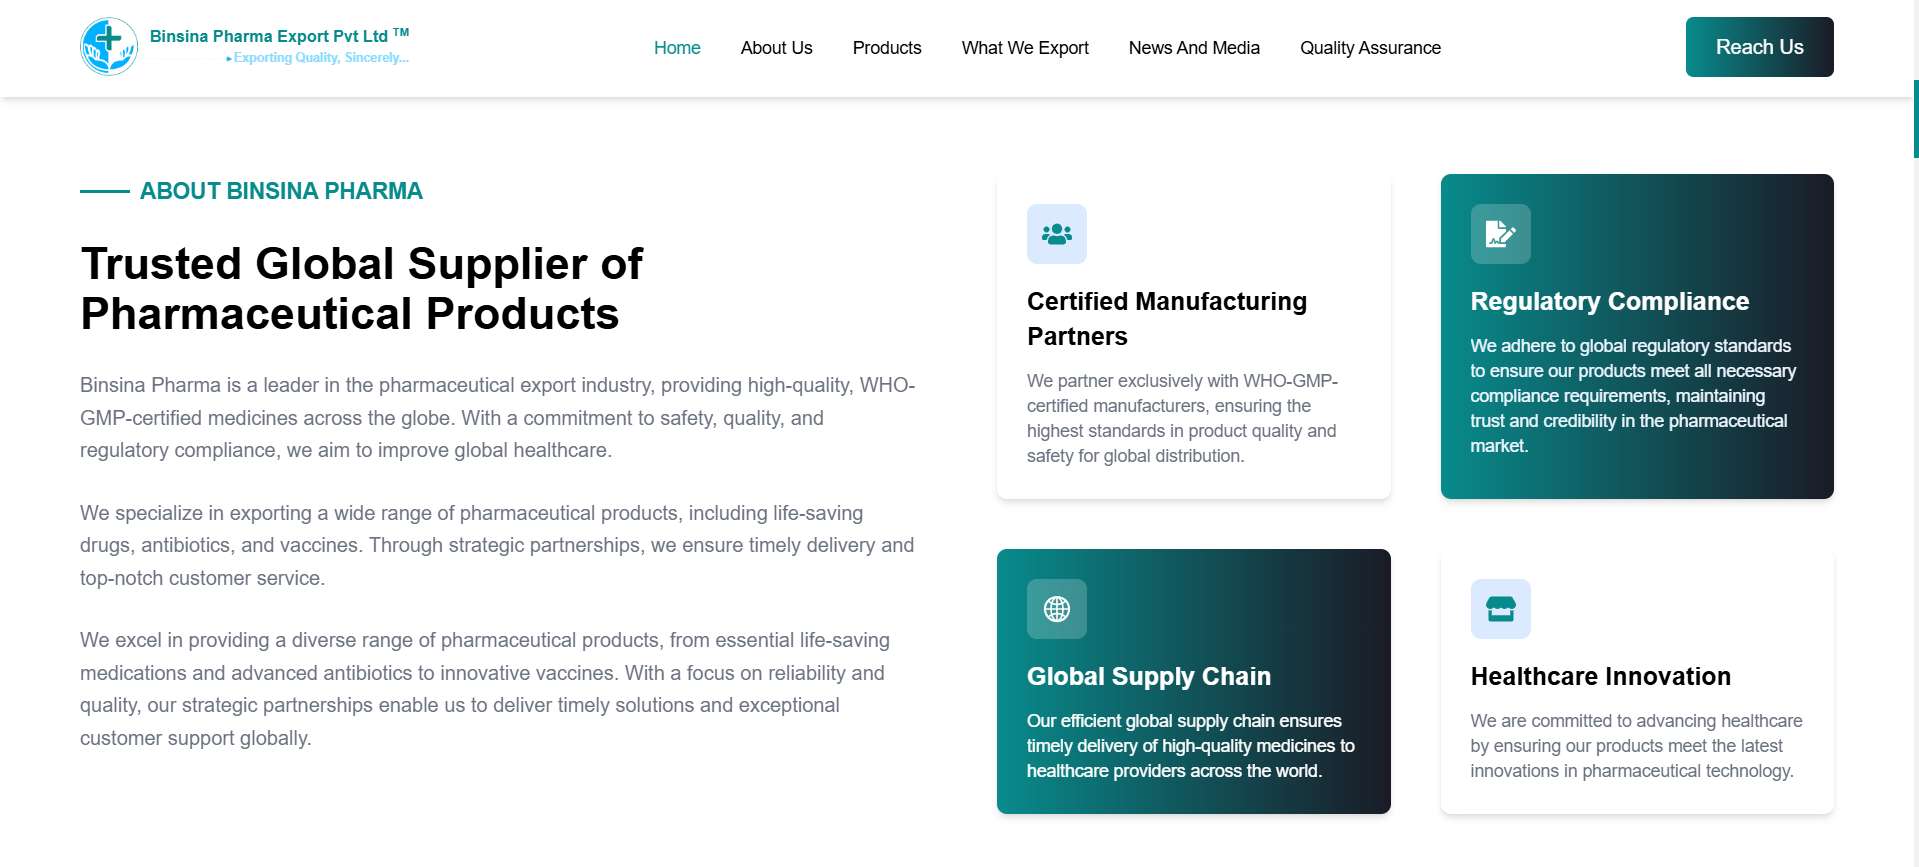 Binsina Pharma Export Pvt Ltd TM
Exporting Quality, Sincerely...
Home
About Us
Products
What We Export
News And Media
Quality Assurance
Reach Us
ABOUT BINSINA PHARMA
Trusted Global Supplier of
Pharmaceutical Products
Binsina Pharma is a leader in the pharmaceutical export industry, providing high-quality, WHO-
GMP-certified medicines across the globe. With a commitment to safety, quality, and
regulatory compliance, we aim to improve global healthcare.
We specialize in exporting a wide range of pharmaceutical products, including life-saving
drugs, antibiotics, and vaccines. Through strategic partnerships, we ensure timely delivery and
top-notch customer service.
We excel in providing a diverse range of pharmaceutical products, from essential life-saving
medications and advanced antibiotics to innovative vaccines. With a focus on reliability and
quality, our strategic partnerships enable us to deliver timely solutions and exceptional
customer support globally.
Certified Manufacturing
Partners
We partner exclusively with WHO-GMP-
certified manufacturers, ensuring the
highest standards in product quality and
safety for global distribution.
Regulatory Compliance
We adhere to global regulatory standards
to ensure our products meet all necessary
compliance requirements, maintaining
trust and credibility in the pharmaceutical
market.
Global Supply Chain
Our efficient global supply chain ensures
timely delivery of high-quality medicines to
healthcare providers across the world.
Healthcare Innovation
We are committed to advancing healthcare
by ensuring our products meet the latest
innovations in pharmaceutical technology.